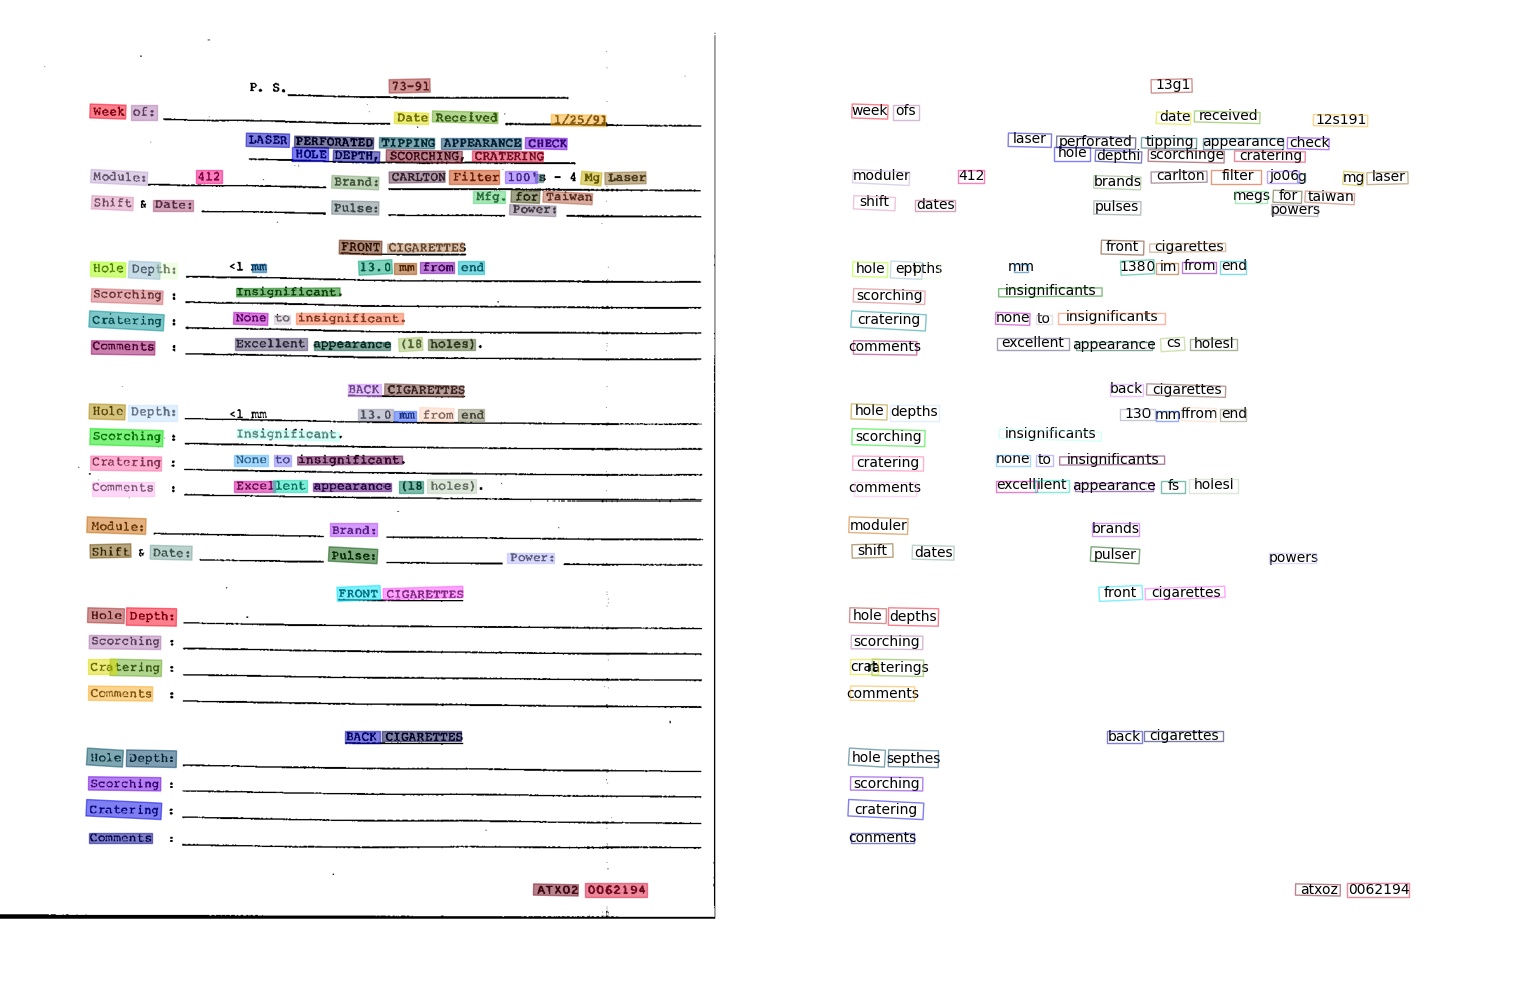 P. S. 73-91 13g1
Week of: Date Received 1/25/91 week ofs date received 12s191
LASER PERFORATED TIPPING APPEARANCE CHECK laser perforated tipping appearance check
HOLE DEPTH, SCORCHING, CRATERING hole depthi scorchinge cratering
Module: 412 Brand: CARLTON Filter 100's - 4 Mg Laser moduler 412 brands carlton filter jo06g mg laser
Mfg. for Taiwan megs for taiwan
Shift & Date: Pulse: Power: shift dates pulses powers
FRONT CIGARETTES front cigarettes
Hole Depth: <1 mm 13.0 mm from end hole eppths mm 1380 im from end
Scorching : Insignificant. scorching insignificants
Cratering : None to insignificant. cratering none to insignificants
Comments : Excellent appearance (18 holes). comments excellent appearance cs holesl
BACK CIGARETTES back cigarettes
Hole Depth: <1 mm 13.0 mm from end hole depths 130 mm ffrom end
Scorching : Insignificant. scorching insignificants
Cratering : None to insignificant. cratering none to insignificants
Comments : Excellent appearance (18 holes). comments excellilent appearance fs holesl
Module: Brand: moduler brands
Shift & Date: Pulse: Power: shift dates pulser powers
FRONT CIGARETTES front cigarettes
Hole Depth: hole depths
Scorching : scorching
Cratering : craterings
Comments : comments
BACK CIGARETTES back cigarettes
Hole Depth: hole septhes
Scorching : scorching
Cratering : cratering
Comments : comments
ATX02 0062194 atxoz 0062194